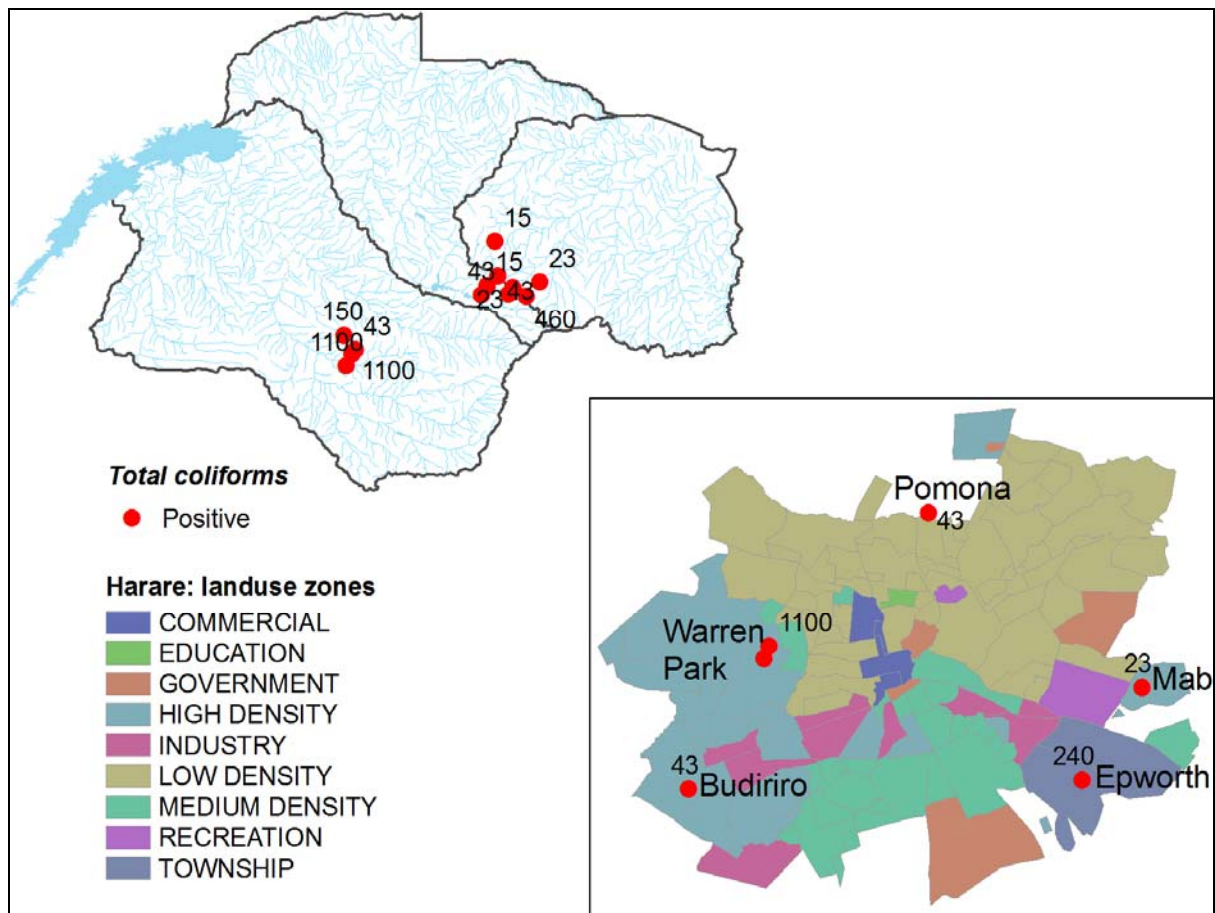 15
15
23
43
43
23
460
150
43
1100
1100
Total coliforms
Positive
Harare: landuse zones
COMMERCIAL
EDUCATION
GOVERNMENT
HIGH DENSITY
INDUSTRY
LOW DENSITY
MEDIUM DENSITY
RECREATION
TOWNSHIP
Pomona
43
1100
Warren
Park
23
Mab
43
Budiriro
240
Epworth